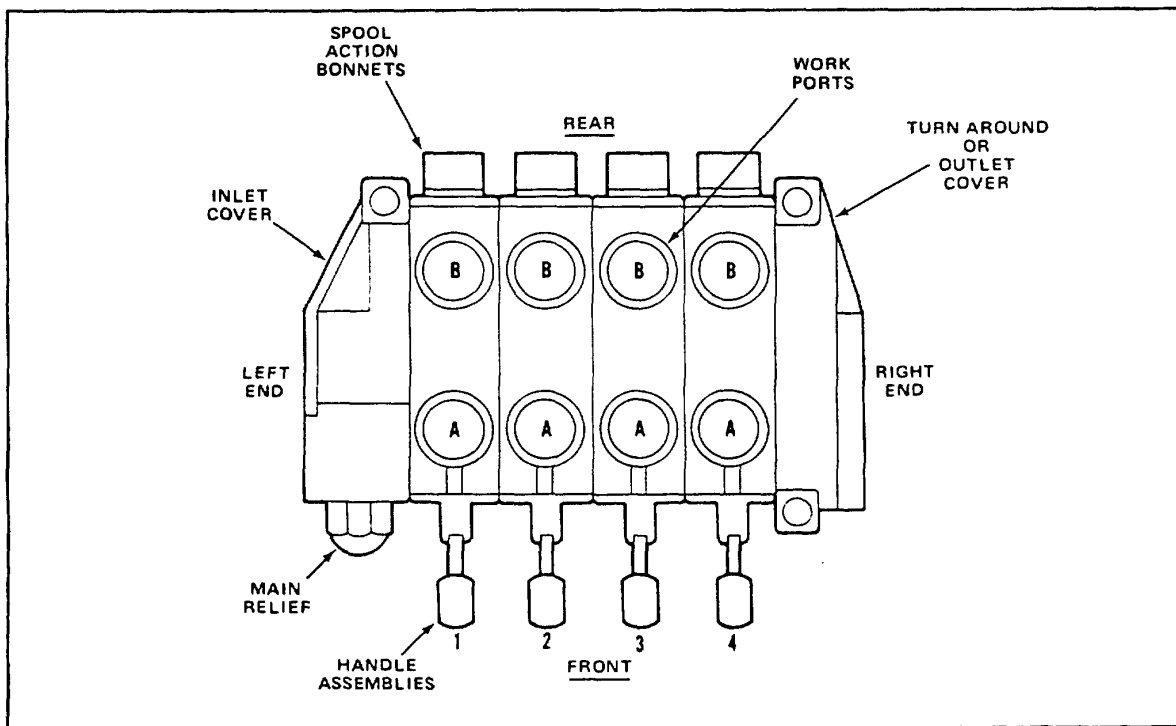 SPOOL
ACTION
BONNETS
WORK
PORTS
REAR
TURN AROUND
OR
OUTLET
COVER
INLET
COVER
B B B B
LEFT
END
RIGHT
END
A A A A
MAIN
RELIEF
1 2 3 4
HANDLE
ASSEMBLIES
FRONT